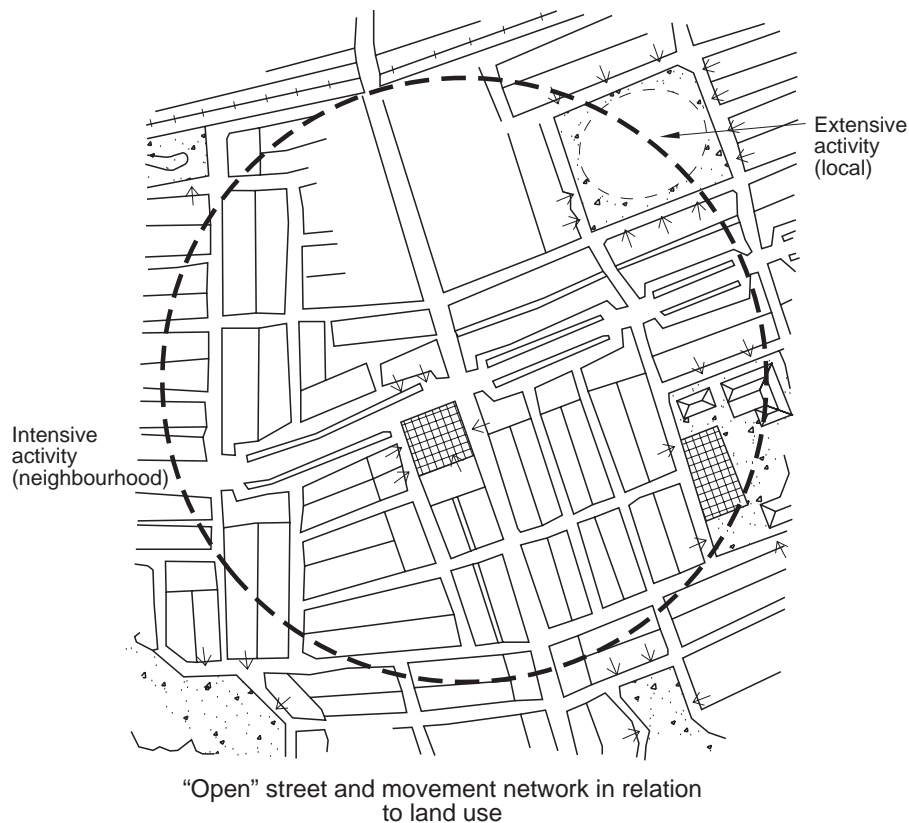 Extensive
activity
(local)
Intensive
activity
(neighbourhood)
“Open” street and movement network in relation
to land use